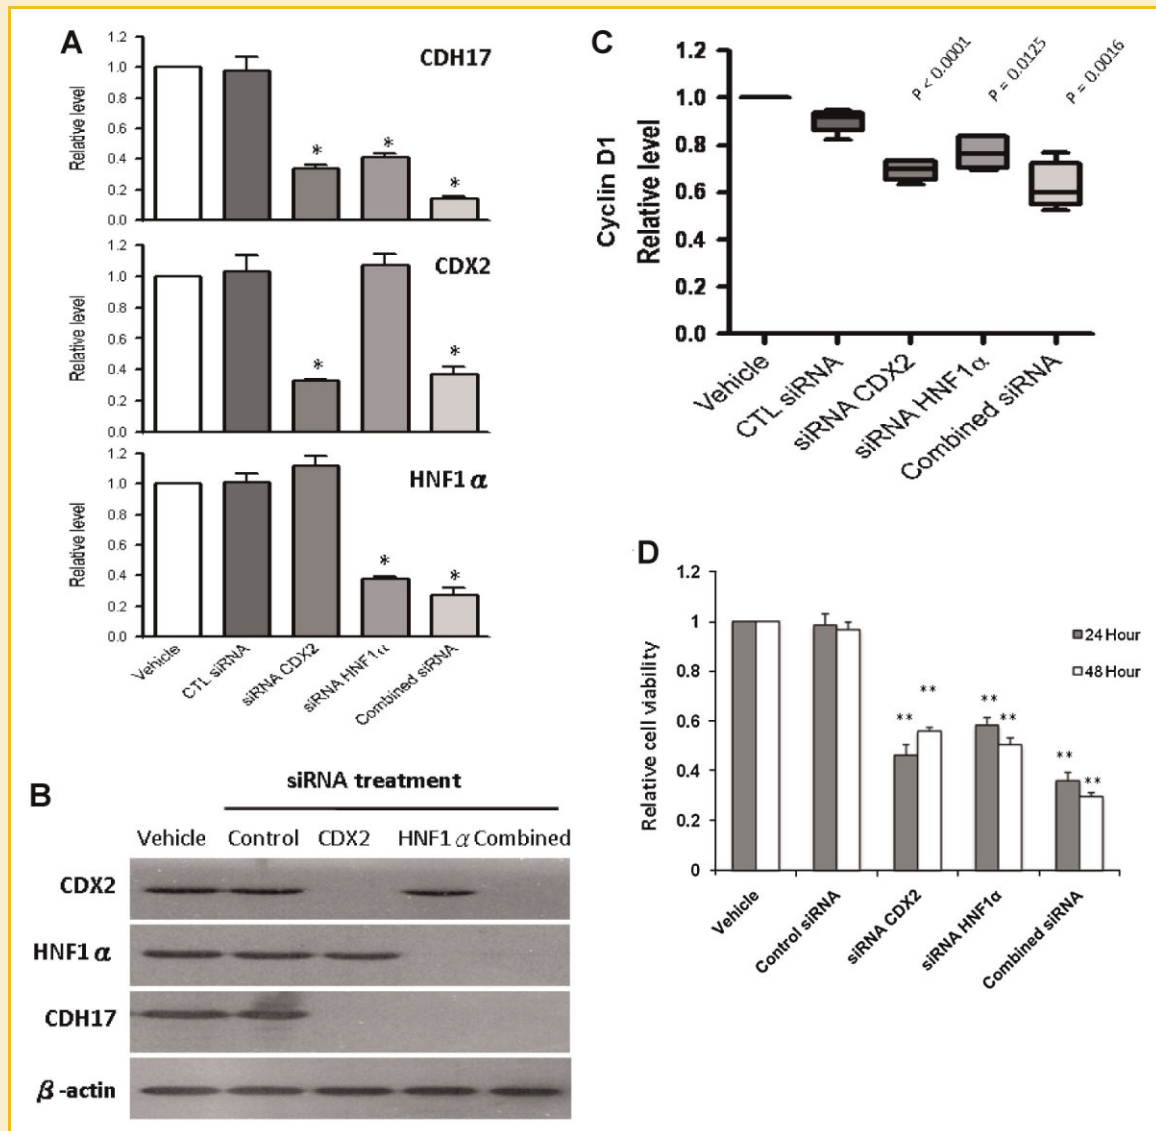 A
CDH17
Relative level
1.2
1.0
0.8
0.6
0.4
0.2
0.0
*
*
*
CDX2
Relative level
1.2
1.0
0.8
0.6
0.4
0.2
0.0
*
*
HNF1 α
Relative level
1.2
1.0
0.8
0.6
0.4
0.2
0.0
*
*
Vehicle
CTL siRNA
siRNA CDX2
siRNA HNF1α
Combined siRNA
B
siRNA treatment
Vehicle Control CDX2 HNF1 α Combined
CDX2
HNF1 α
CDH17
β -actin
C
Cyclin D1
Relative level
1.2
1.0
0.8
0.6
0.4
0.2
0.0
P < 0.0001
P = 0.0125
P = 0.0016
Vehicle
CTL siRNA
siRNA CDX2
siRNA HNF1α
Combined siRNA
D
Relative cell viability
1.2
1
0.8
0.6
0.4
0.2
0
24 Hour
48 Hour
**
**
**
**
**
**
Vehicle
Control siRNA
siRNA CDX2
siRNA HNF1α
Combined siRNA